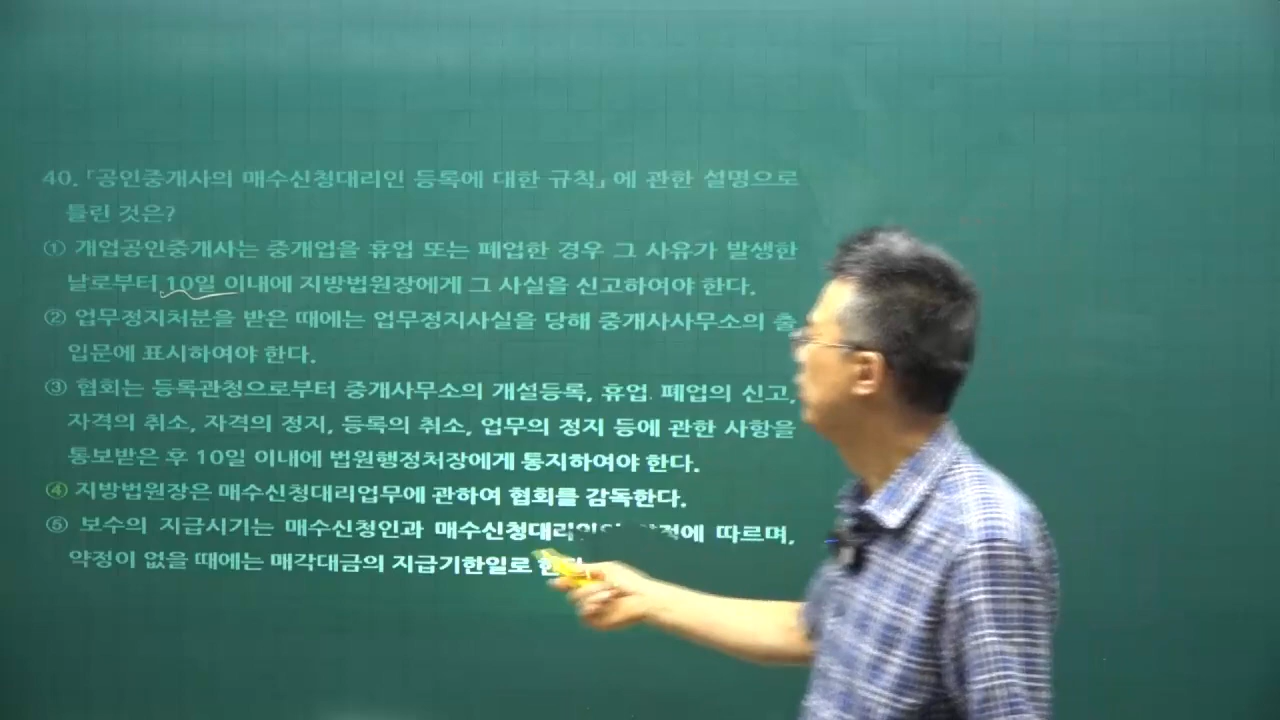 40. 「공인중개사의 매수신청대리인 등록에 대한 규칙」에 관한 설명으로
틀린 것은?
① 개업공인중개사는 중개업을 휴업 또는 폐업한 경우 그 사유가 발생한
날로부터 10일 이내에 지방법원장에게 그 사실을 신고하여야 한다.
② 업무정지처분을 받은 때에는 업무정지사실을 당해 중개사사무소의 출
입문에 표시하여야 한다.
③ 협회는 등록관청으로부터 중개사무소의 개설등록, 휴업·폐업의 신고,
자격의 취소, 자격의 정지, 등록의 취소, 업무의 정지 등에 관한 사항을
통보받은 후 10일 이내에 법원행정처장에게 통지하여야 한다.
④ 지방법원장은 매수신청대리업무에 관하여 협회를 감독한다.
⑤ 보수의 지급시기는 매수신청인과 따르며,
약정이 없을 때에는 매각대금의 지급기한일로